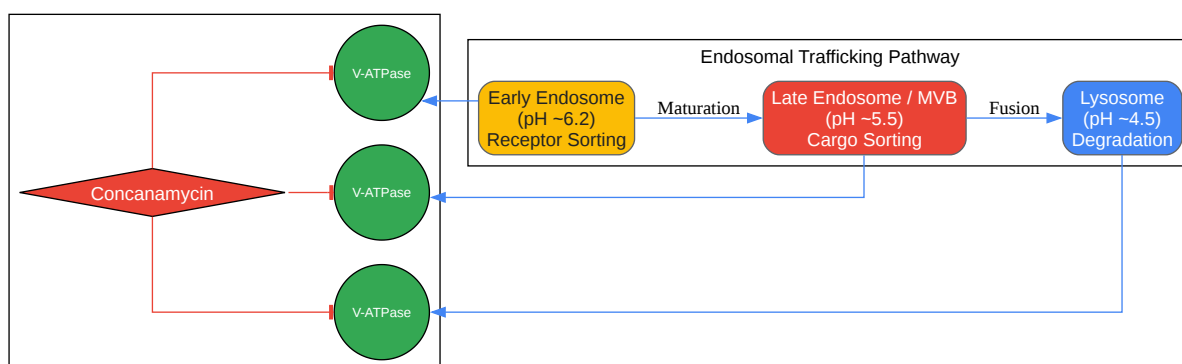 V-ATPase
Endosomal Trafficking Pathway
Early Endosome
(pH ~6.2)
Receptor Sorting
Maturation
Late Endosome / MVB
(pH ~5.5)
Cargo Sorting
Fusion
Lysosome
(pH ~4.5)
Degradation
Concanamycin
V-ATPase
V-ATPase